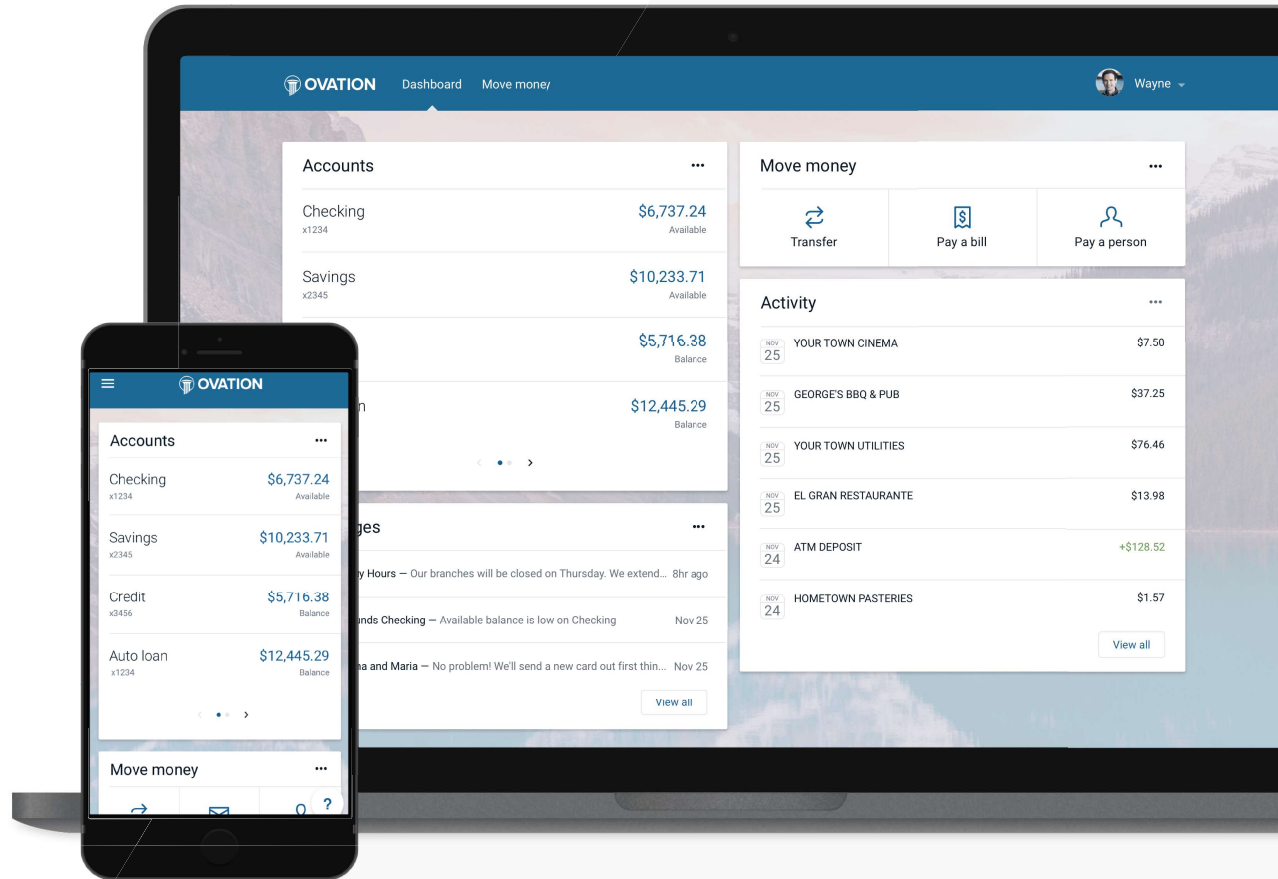 OVATION Dashboard Move money Wayne
Accounts
Checking $6,737.24
x1234 Available
Savings $10,233.71
x2345 Available
$5,716.38
Balance
n $12,445.29
Balance
ges
y Hours — Our branches will be closed on Thursday. We extend... 8hr ago
unds Checking — Available balance is low on Checking Nov 25
na and Maria — No problem! We'll send a new card out first thin... Nov 25
View all
Move money
Transfer Pay a bill Pay a person
Activity
NOV 25 YOUR TOWN CINEMA $7.50
NOV 25 GEORGE'S BBQ & PUB $37.25
NOV 25 YOUR TOWN UTILITIES $76.46
NOV 25 EL GRAN RESTAURANTE $13.98
NOV 24 ATM DEPOSIT +$128.52
NOV 24 HOMETOWN PASTERIES $1.57
View all
OVATION
Accounts
Checking $6,737.24
x1234 Available
Savings $10,233.71
x2345 Available
Credit $5,716.38
x3456 Balance
Auto loan $12,445.29
x1234 Balance
Move money
?